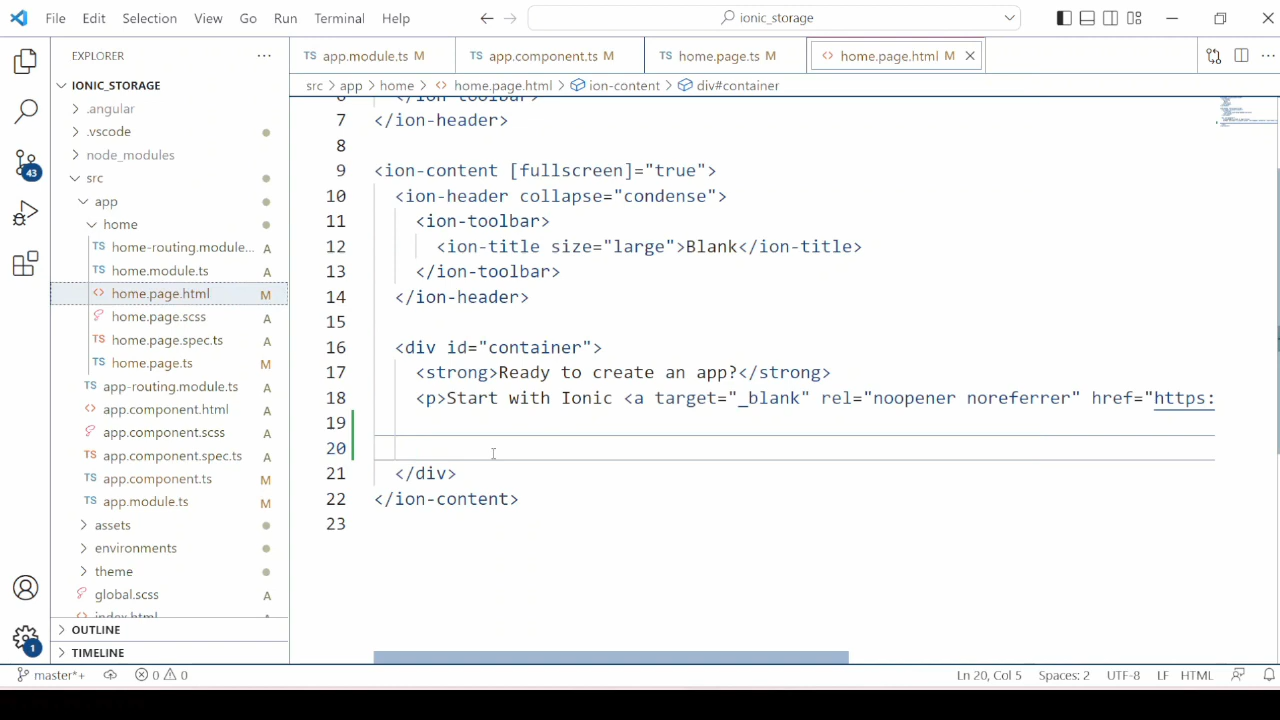 File Edit Selection View Go Run Terminal Help
ionic_storage
EXPLORER
app.module.ts M
app.component.ts M
home.page.ts M
home.page.html M
src > app > home > home.page.html > ion-content > div#container
IONIC_STORAGE
.angular
.vscode
node_modules
src
app
home
home-routing.module... A
home.module.ts A
home.page.html M
home.page.scss A
home.page.spec.ts A
home.page.ts M
app-routing.module.ts A
app.component.html A
app.component.scss A
app.component.spec.ts A
app.component.ts M
app.module.ts M
assets
environments
theme
global.scss A
index.html
OUTLINE
TIMELINE
43
1
</ion-toolbar>
7 </ion-header>
8
9 <ion-content [fullscreen]="true">
10 <ion-header collapse="condense">
11 <ion-toolbar>
12 <ion-title size="large">Blank</ion-title>
13 </ion-toolbar>
14 </ion-header>
15
16 <div id="container">
17 <strong>Ready to create an app?</strong>
18 <p>Start with Ionic <a target="_blank" rel="noopener noreferrer" href="https:
19
20
21 </div>
22 </ion-content>
23
master*+
0 0
Ln 20, Col 5
Spaces: 2
UTF-8
LF
HTML